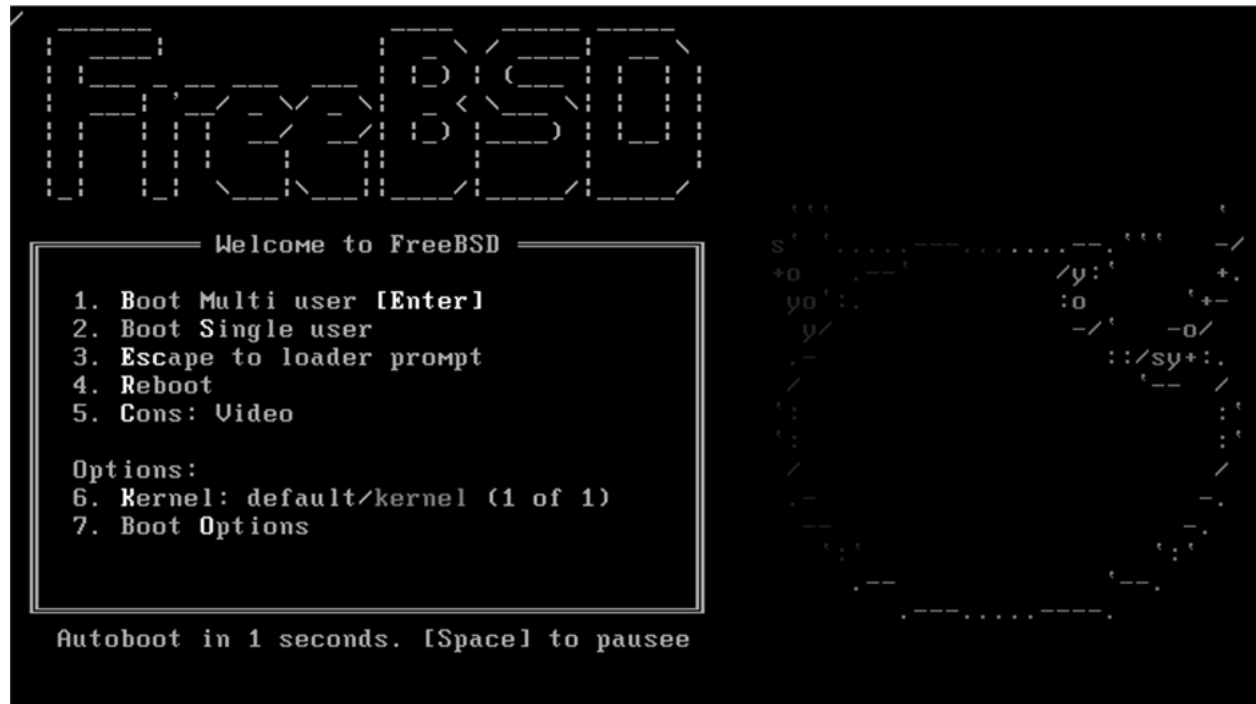 FreeBSD
Welcome to FreeBSD
1. Boot Multi user [Enter]
2. Boot Single user
3. Escape to loader prompt
4. Reboot
5. Cons: Video
Options:
6. Kernel: default/kernel (1 of 1)
7. Boot Options
Autoboot in 1 seconds. [Space] to pausee